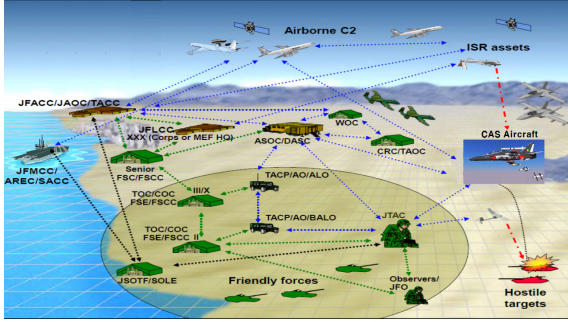 Airborne C2
ISR assets
JFACC/JAOC/TACC
JFLCC
XXX (Corps or MEF HQ)
ASOC/DASC
WOC
CRC/TAOC
CAS Aircraft
JFMCC/
AREC/SACC
Senior
FSC/FSCC
TOC/COC
FSE/FSCC
III/X
TACP/AO/ALO
TOC/COC
FSE/FSCC II
TACP/AO/BALO
JTAC
JSOTF/SOLE
Friendly forces
Observers/
JFO
Hostile
targets